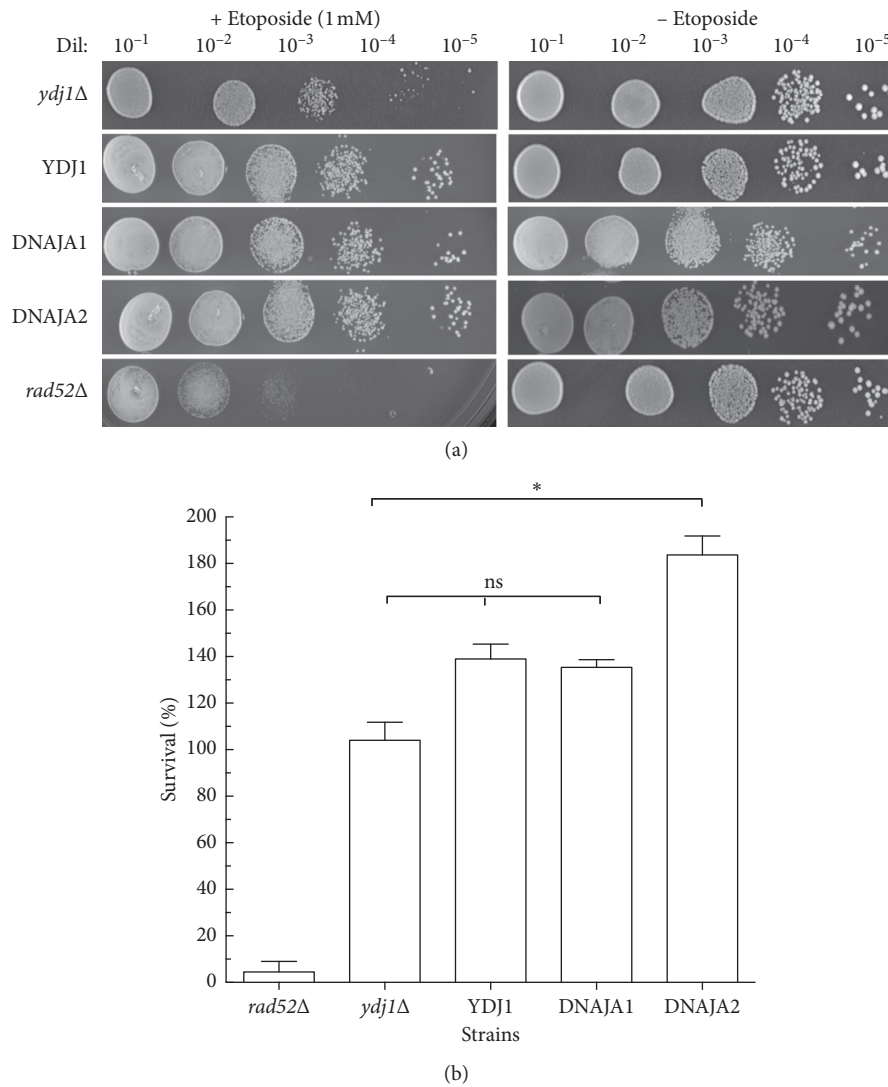 + Etoposide (1 mM) – Etoposide
Dil: 10⁻¹ 10⁻² 10⁻³ 10⁻⁴ 10⁻⁵ 10⁻¹ 10⁻² 10⁻³ 10⁻⁴ 10⁻⁵
ydj1Δ
YDJ1
DNAJA1
DNAJA2
rad52Δ
(a)
*
ns
Survival (%)
200
180
160
140
120
100
80
60
40
20
0
rad52Δ ydj1Δ YDJ1 DNAJA1 DNAJA2
Strains
(b)